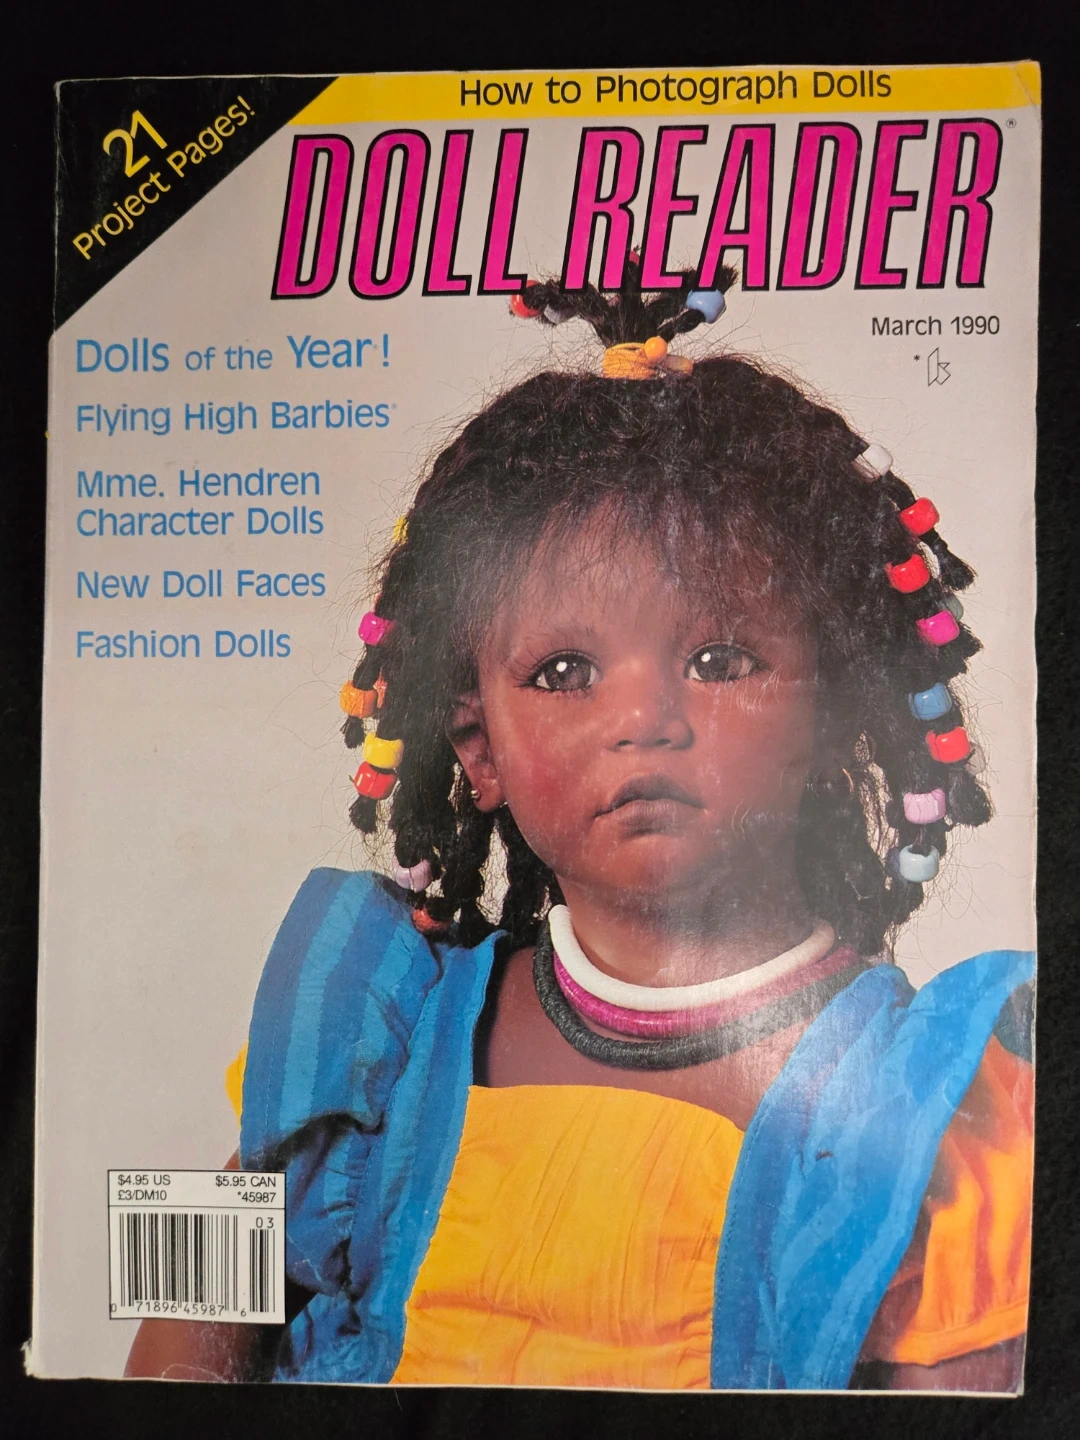 How to Photograph Dolls
21
Project Pages!
DOLL READER®
March 1990
Dolls of the Year!
Flying High Barbies
Mme. Hendren
Character Dolls
New Doll Faces
Fashion Dolls
$4.95 US $5.95 CAN
£3/DM10 *45987
03
0 71896 45987 6